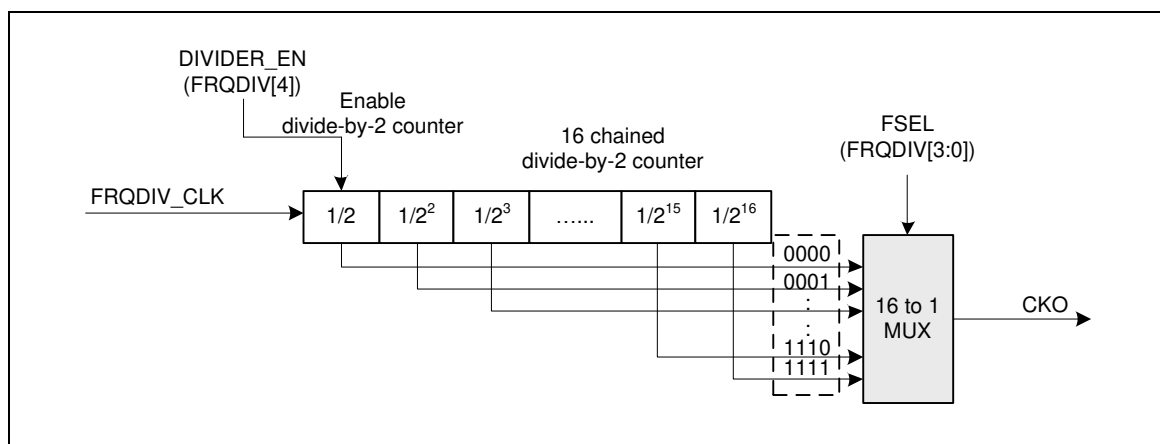 DIVIDER_EN
(FRQDIV[4])
Enable
divide-by-2 counter
16 chained
divide-by-2 counter
FSEL
(FRQDIV[3:0])
FRQDIV_CLK
1/2 1/2² 1/2³ …... 1/2¹⁵ 1/2¹⁶
0000
0001
:
:
1110
1111
16 to 1
MUX
CKO